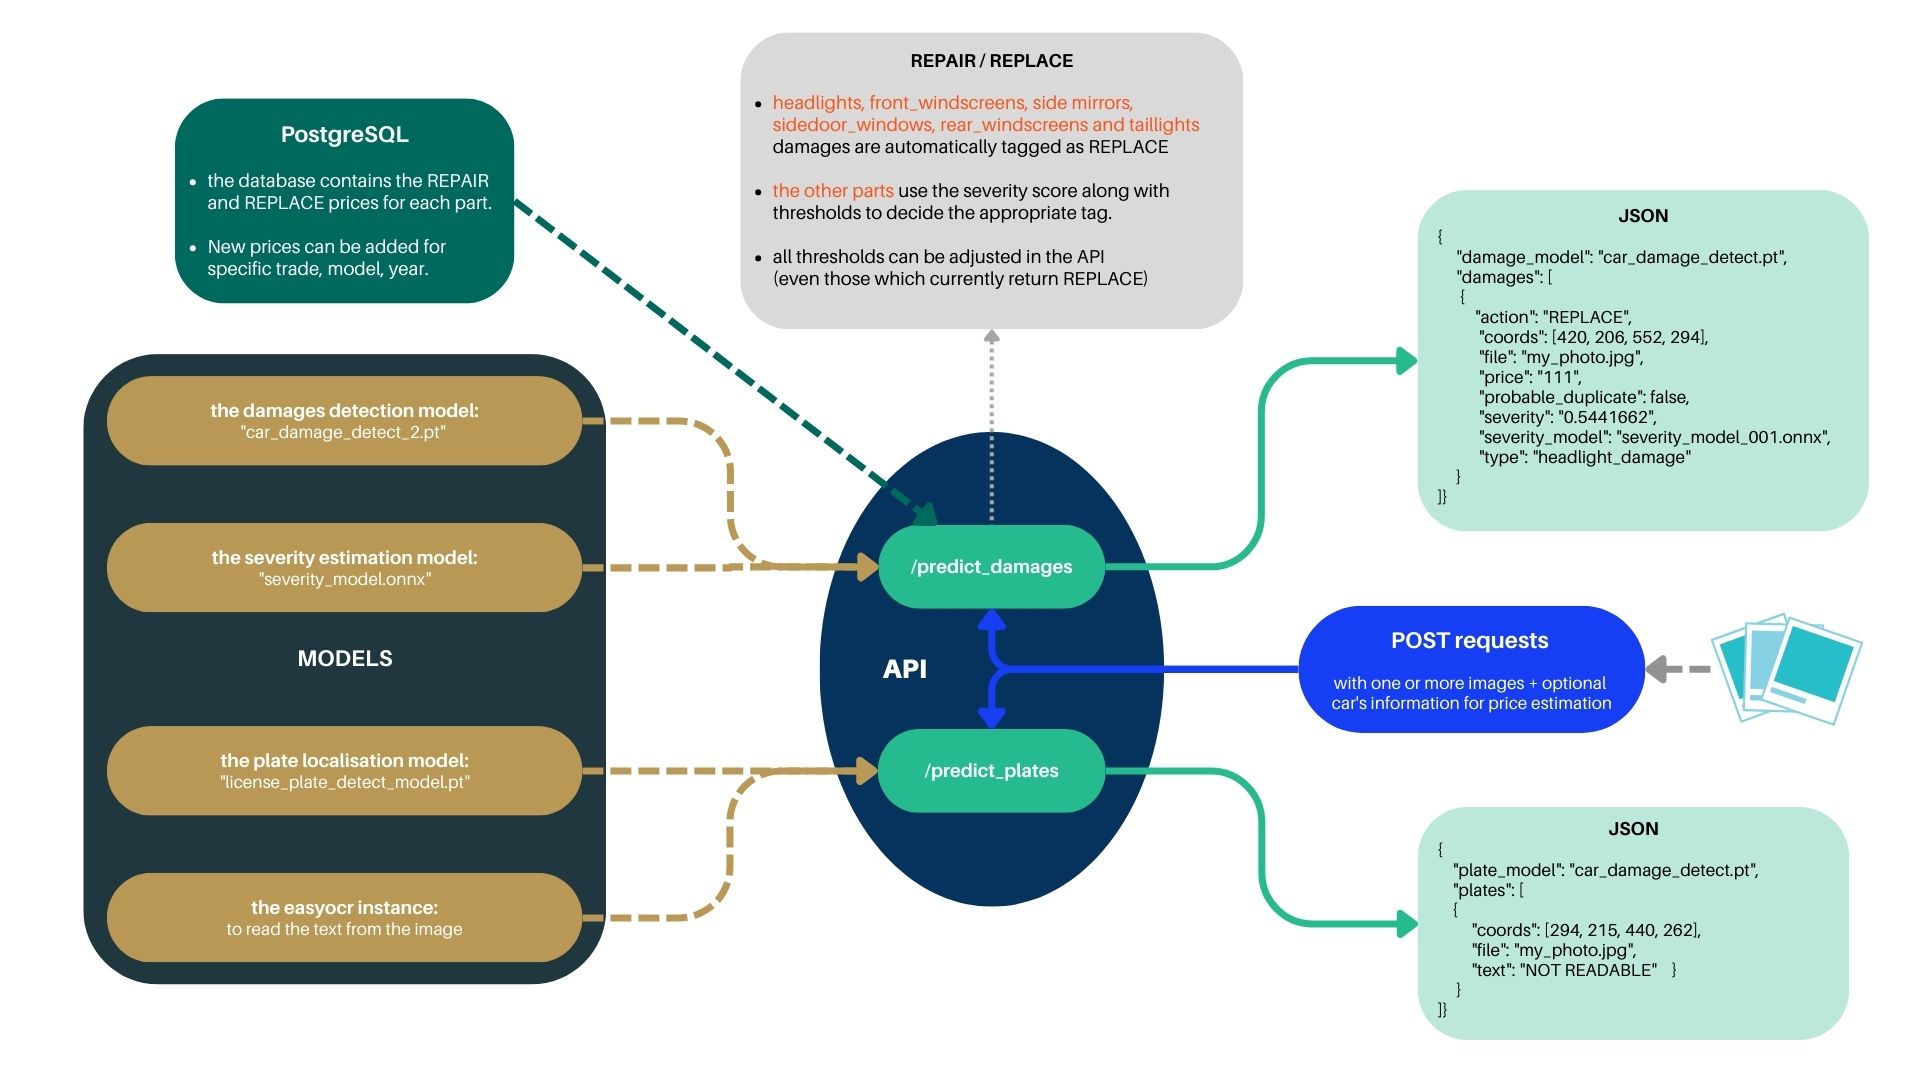 PostgreSQL
• the database contains the REPAIR
and REPLACE prices for each part.
• New prices can be added for
specific trade, model, year.
REPAIR / REPLACE
• headlights, front_windscreens, side mirrors,
sidedoor_windows, rear_windscreens and taillights
damages are automatically tagged as REPLACE
• the other parts use the severity score along with
thresholds to decide the appropriate tag.
• all thresholds can be adjusted in the API
(even those which currently return REPLACE)
the damages detection model:
"car_damage_detect_2.pt"
the severity estimation model:
"severity_model.onnx"
MODELS
the plate localisation model:
"license_plate_detect_model.pt"
the easyocr instance:
to read the text from the image
/predict_damages
API
/predict_plates
JSON
{
"damage_model": "car_damage_detect.pt",
"damages": [
{
"action": "REPLACE",
"coords": [420, 206, 552, 294],
"file": "my_photo.jpg",
"price": "111",
"probable_duplicate": false,
"severity": "0.5441662",
"severity_model": "severity_model_001.onnx",
"type": "headlight_damage"
}
]}
POST requests
with one or more images + optional
car's information for price estimation
JSON
{
"plate_model": "car_damage_detect.pt",
"plates": [
{
"coords": [294, 215, 440, 262],
"file": "my_photo.jpg",
"text": "NOT READABLE" }
}
]}